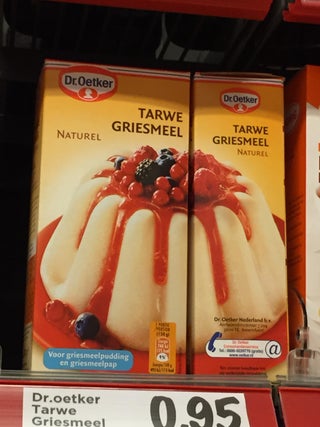 Dr.Oetker
TARWE
GRIESMEEL
NATUREL
Voor griesmeelpudding
en griesmeelpap
Dr.Oetker
TARWE
GRIESMEEL
NATUREL
Dr. Oetker Nederland b.v.
@
Dr.oetker
Tarwe
Griesmeel
0.95